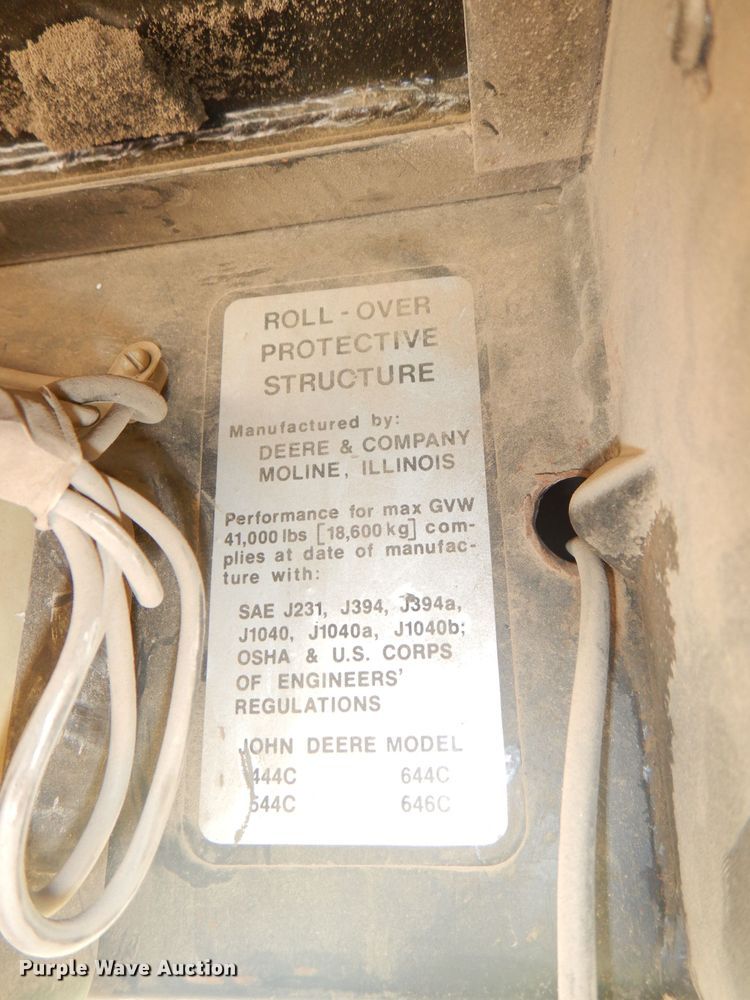 ROLL - OVER
PROTECTIVE
STRUCTURE
Manufactured by:
DEERE & COMPANY
MOLINE, ILLINOIS
Performance for max GVW
41,000 lbs [18,600 kg] com-
plies at date of manufac-
ture with:
SAE J231, J394, J394a,
J1040, J1040a, J1040b;
OSHA & U.S. CORPS
OF ENGINEERS'
REGULATIONS
JOHN DEERE MODEL
444C 644C
544C 646C
Purple Wave Auction